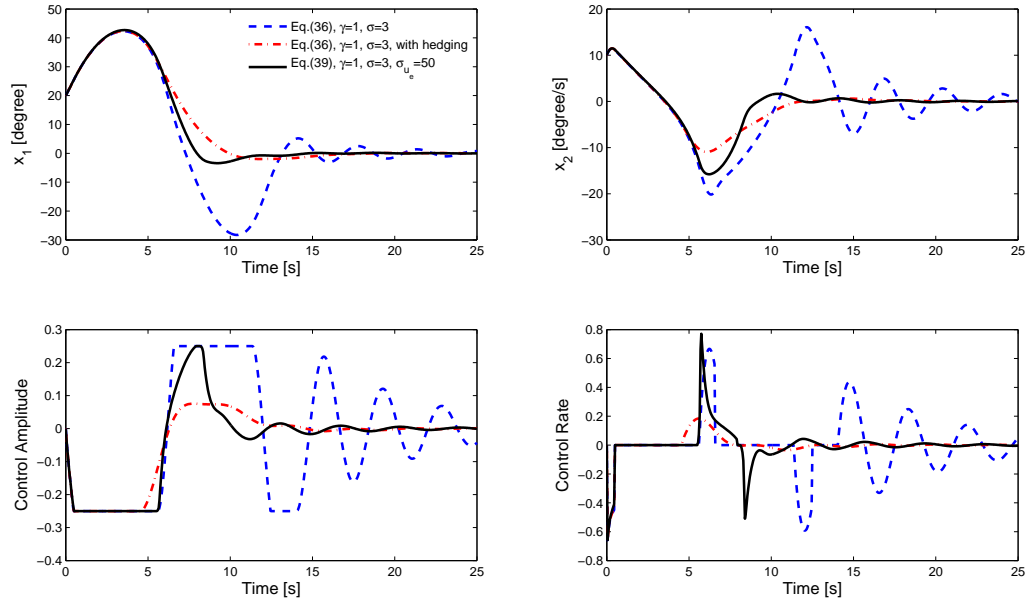 x1 [degree]
50
40
30
20
10
0
−10
−20
−30
0 5 10 15 20 25
Time [s]
Eq.(36), γ=1, σ=3
Eq.(36), γ=1, σ=3, with hedging
Eq.(39), γ=1, σ=3, σu_e=50
x2 [degree/s]
20
10
0
−10
−20
−30
0 5 10 15 20 25
Time [s]
Control Amplitude
0.3
0.2
0.1
0
−0.1
−0.2
−0.3
−0.4
0 5 10 15 20 25
Time [s]
Control Rate
0.8
0.6
0.4
0.2
0
−0.2
−0.4
−0.6
−0.8
0 5 10 15 20 25
Time [s]